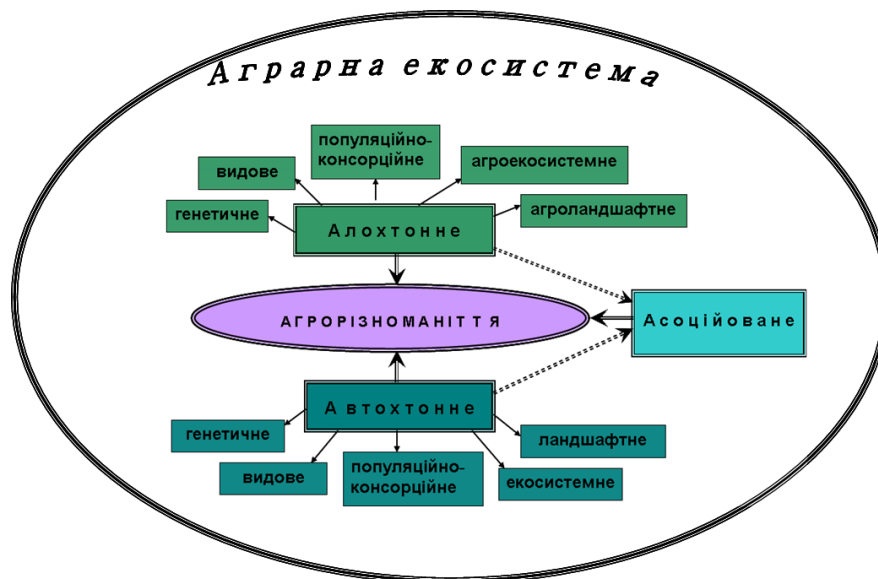 Аграрна екосистема
популяційно-
консорційне
агроекосистемне
видове
генетичне
агроландшафтне
Алохтонне
АГРОРІЗНОМАНІТТЯ
Асоційоване
Автохтонне
генетичне
ландшафтне
видове
популяційно-
консорційне
екосистемне